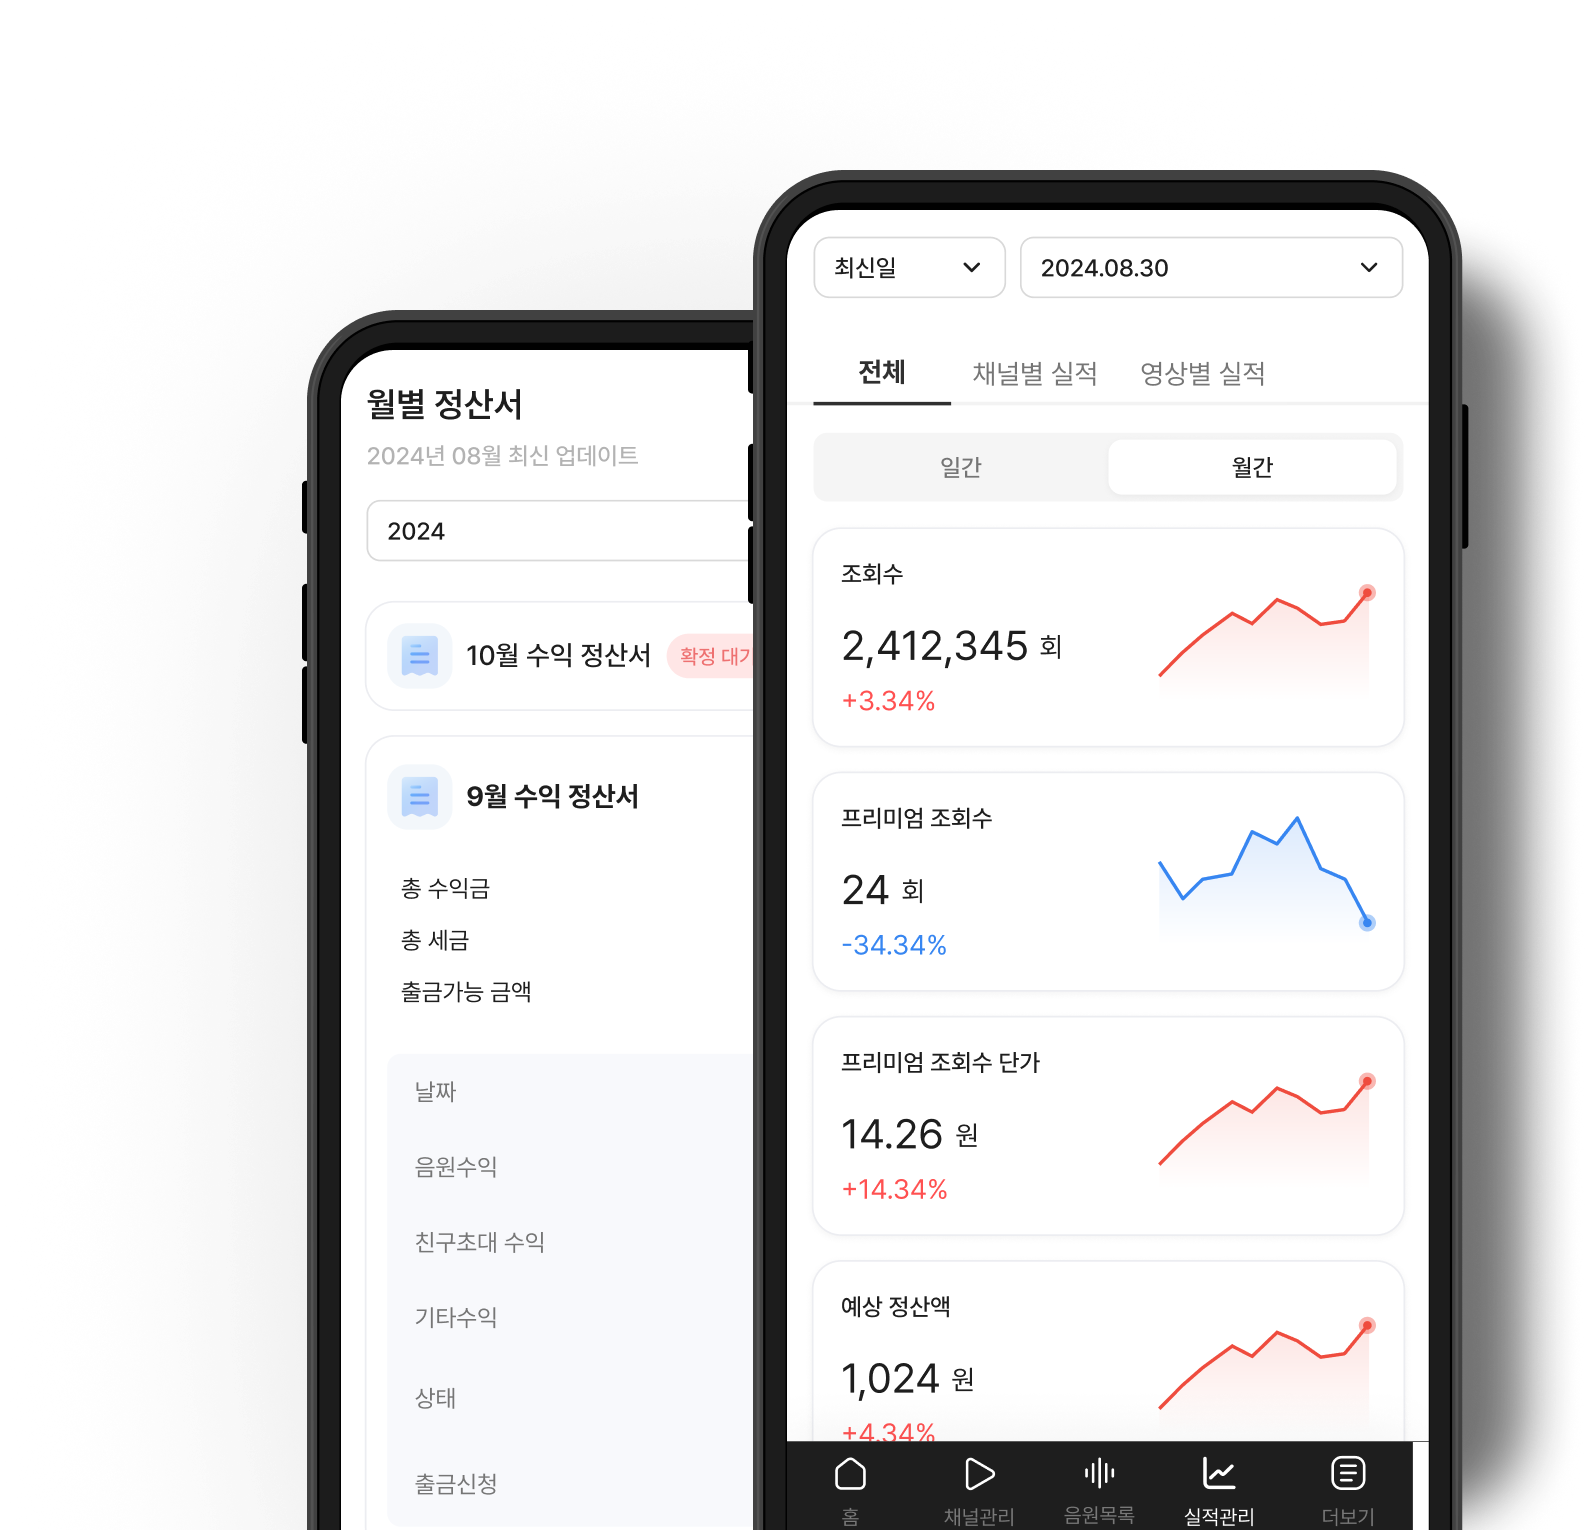 월별 정산서
2024년 08월 최신 업데이트
2024
10월 수익 정산서 확정 대기
9월 수익 정산서
총 수익금
총 세금
출금가능 금액
날짜
음원수익
친구초대 수익
기타수익
상태
출금신청
최신일 2024.08.30
전체 채널별 실적 영상별 실적
일간 월간
조회수
2,412,345 회
+3.34%
프리미엄 조회수
24 회
-34.34%
프리미엄 조회수 단가
14.26 원
+14.34%
예상 정산액
1,024 원
+4.34%
홈 채널관리 음원목록 실적관리 더보기